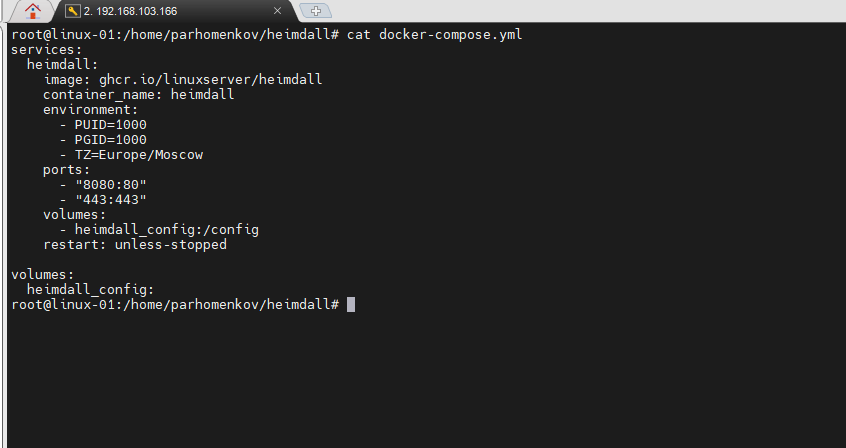 2. 192.168.103.166
root@linux-01:/home/parhomenkov/heimdall# cat docker-compose.yml
services:
  heimdall:
    image: ghcr.io/linuxserver/heimdall
    container_name: heimdall
    environment:
      - PUID=1000
      - PGID=1000
      - TZ=Europe/Moscow
    ports:
      - "8080:80"
      - "443:443"
    volumes:
      - heimdall_config:/config
    restart: unless-stopped

volumes:
  heimdall_config:
root@linux-01:/home/parhomenkov/heimdall#